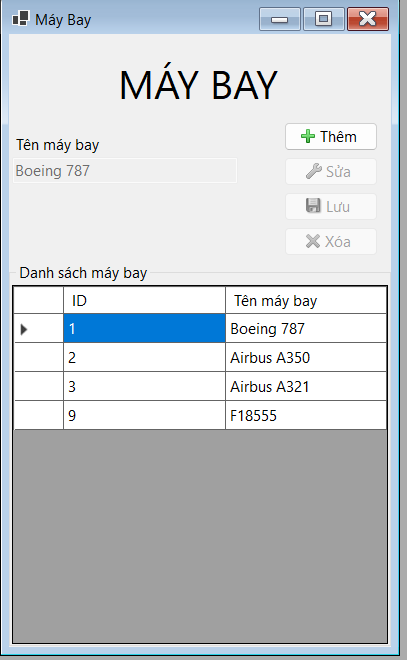 Máy Bay
MÁY BAY
Tên máy bay
Boeing 787
Thêm
Sửa
Lưu
Xóa
Danh sách máy bay
ID Tên máy bay
1 Boeing 787
2 Airbus A350
3 Airbus A321
9 F18555